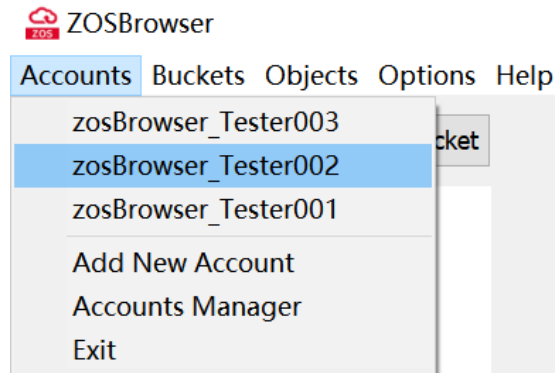 ZOS
ZOSBrowser
Accounts Buckets Objects Options Help
zosBrowser_Tester003
cket
zosBrowser_Tester002
zosBrowser_Tester001
Add New Account
Accounts Manager
Exit